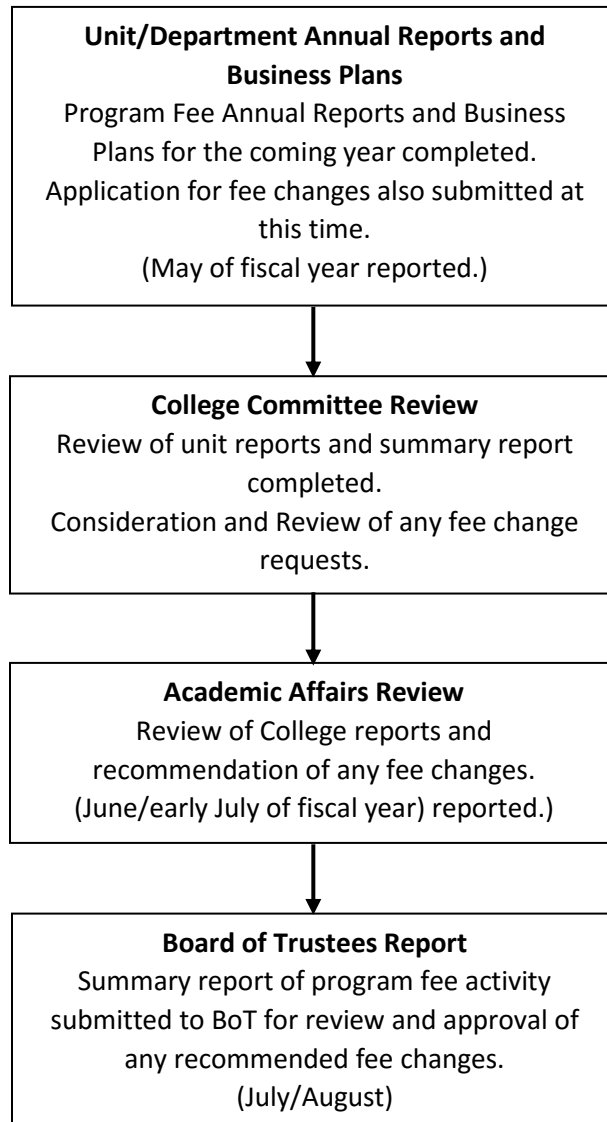 Unit/Department Annual Reports and
Business Plans
Program Fee Annual Reports and Business
Plans for the coming year completed.
Application for fee changes also submitted at
this time.
(May of fiscal year reported.)
College Committee Review
Review of unit reports and summary report
completed.
Consideration and Review of any fee change
requests.
Academic Affairs Review
Review of College reports and
recommendation of any fee changes.
(June/early July of fiscal year) reported.)
Board of Trustees Report
Summary report of program fee activity
submitted to BoT for review and approval of
any recommended fee changes.
(July/August)